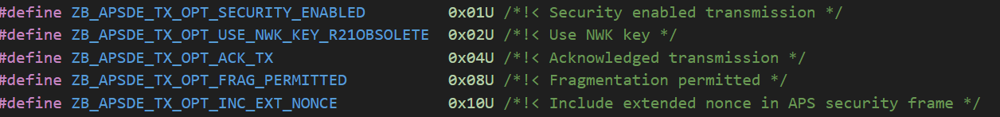 #define ZB_APSDE_TX_OPT_SECURITY_ENABLED 0x01U /*!< Security enabled transmission */
#define ZB_APSDE_TX_OPT_USE_NWK_KEY_R21OBSOLETE 0x02U /*!< Use NWK key */
#define ZB_APSDE_TX_OPT_ACK_TX 0x04U /*!< Acknowledged transmission */
#define ZB_APSDE_TX_OPT_FRAG_PERMITTED 0x08U /*!< Fragmentation permitted */
#define ZB_APSDE_TX_OPT_INC_EXT_NONCE 0x10U /*!< Include extended nonce in APS security frame */